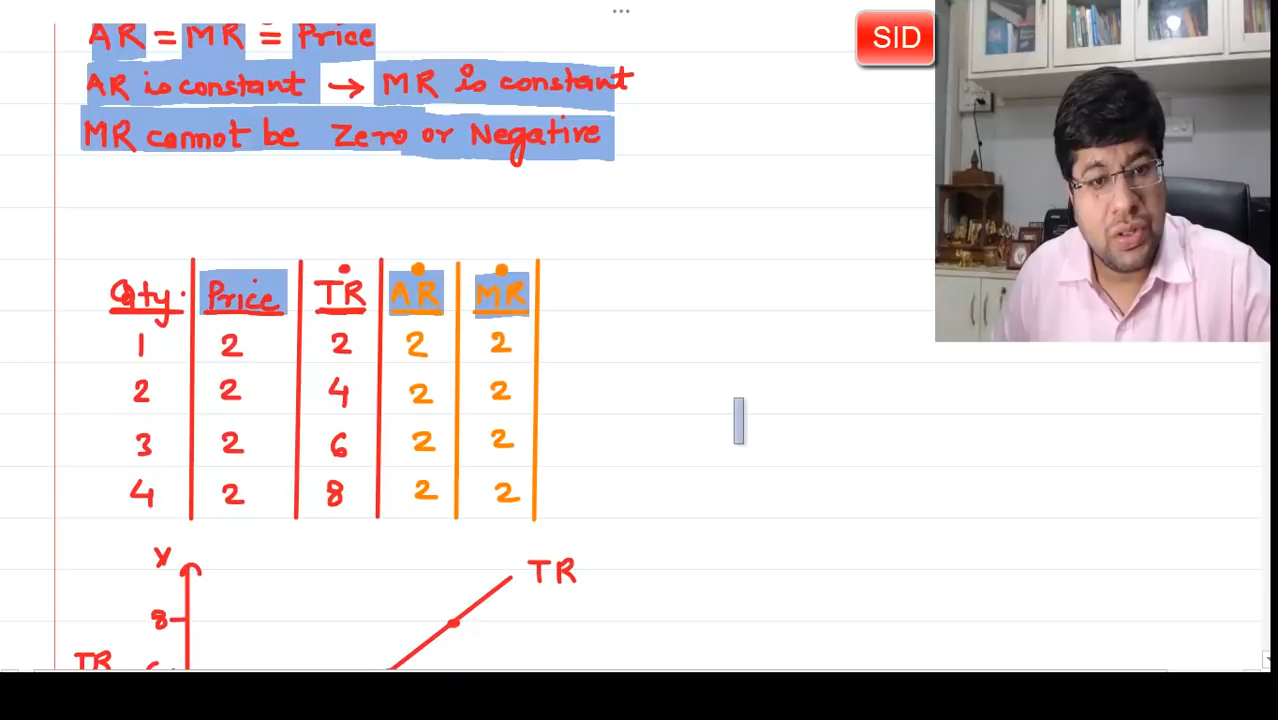 AR = MR = Price
SID
AR is constant → MR is constant
MR cannot be Zero or Negative
Qty. Price TR AR MR
1 2 2 2 2
2 2 4 2 2
3 2 6 2 2
4 2 8 2 2
Y
TR
8
TR
6